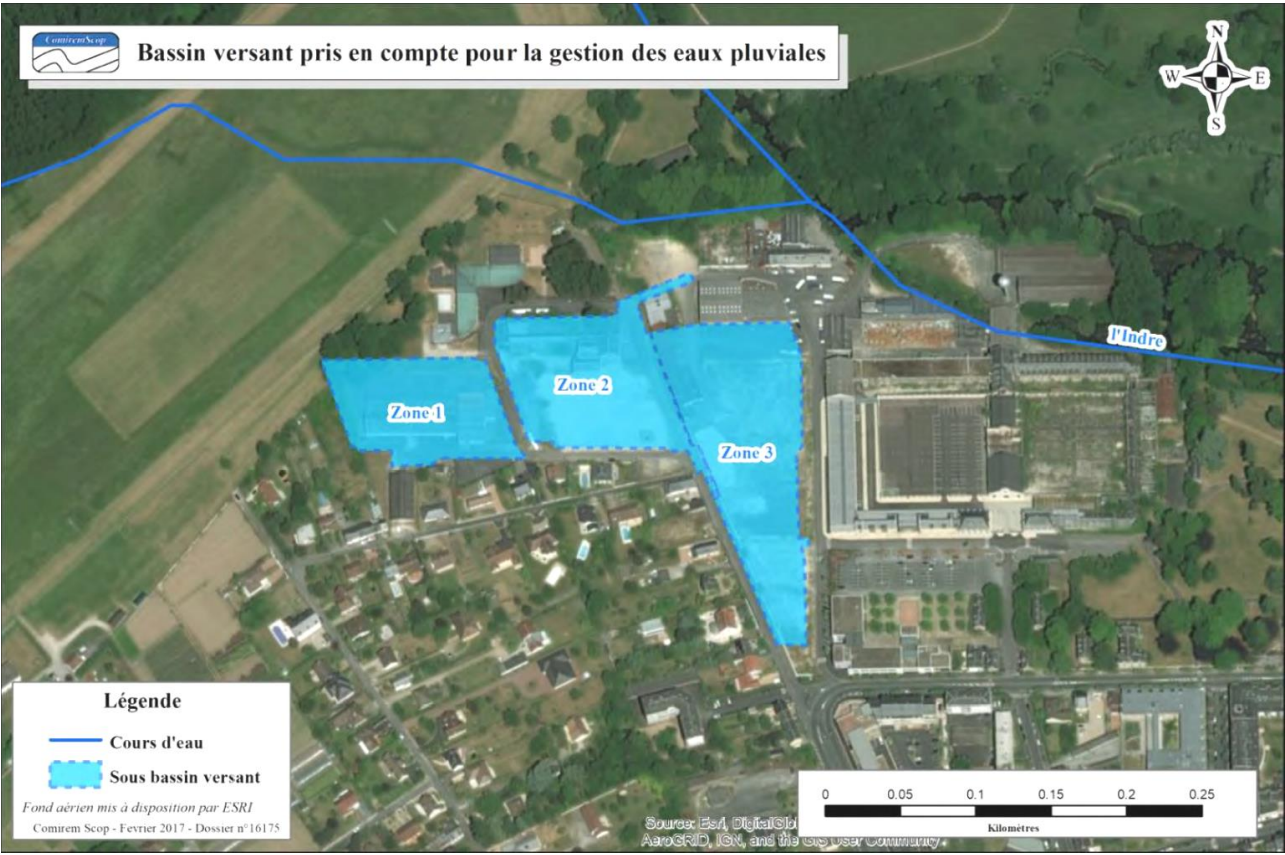 ComiremScop
Bassin versant pris en compte pour la gestion des eaux pluviales
N
W E
S
l'Indre
Zone 2
Zone 1
Zone 3
Légende
Cours d'eau
Sous bassin versant
Fond aérien mis à disposition par ESRI
Comirem Scop - Fevrier 2017 - Dossier n°16175
0 0.05 0.1 0.15 0.2 0.25
Kilomètres
Source: Esri, DigitalGlo
AeroGRID, IGN, and the GIS User Community